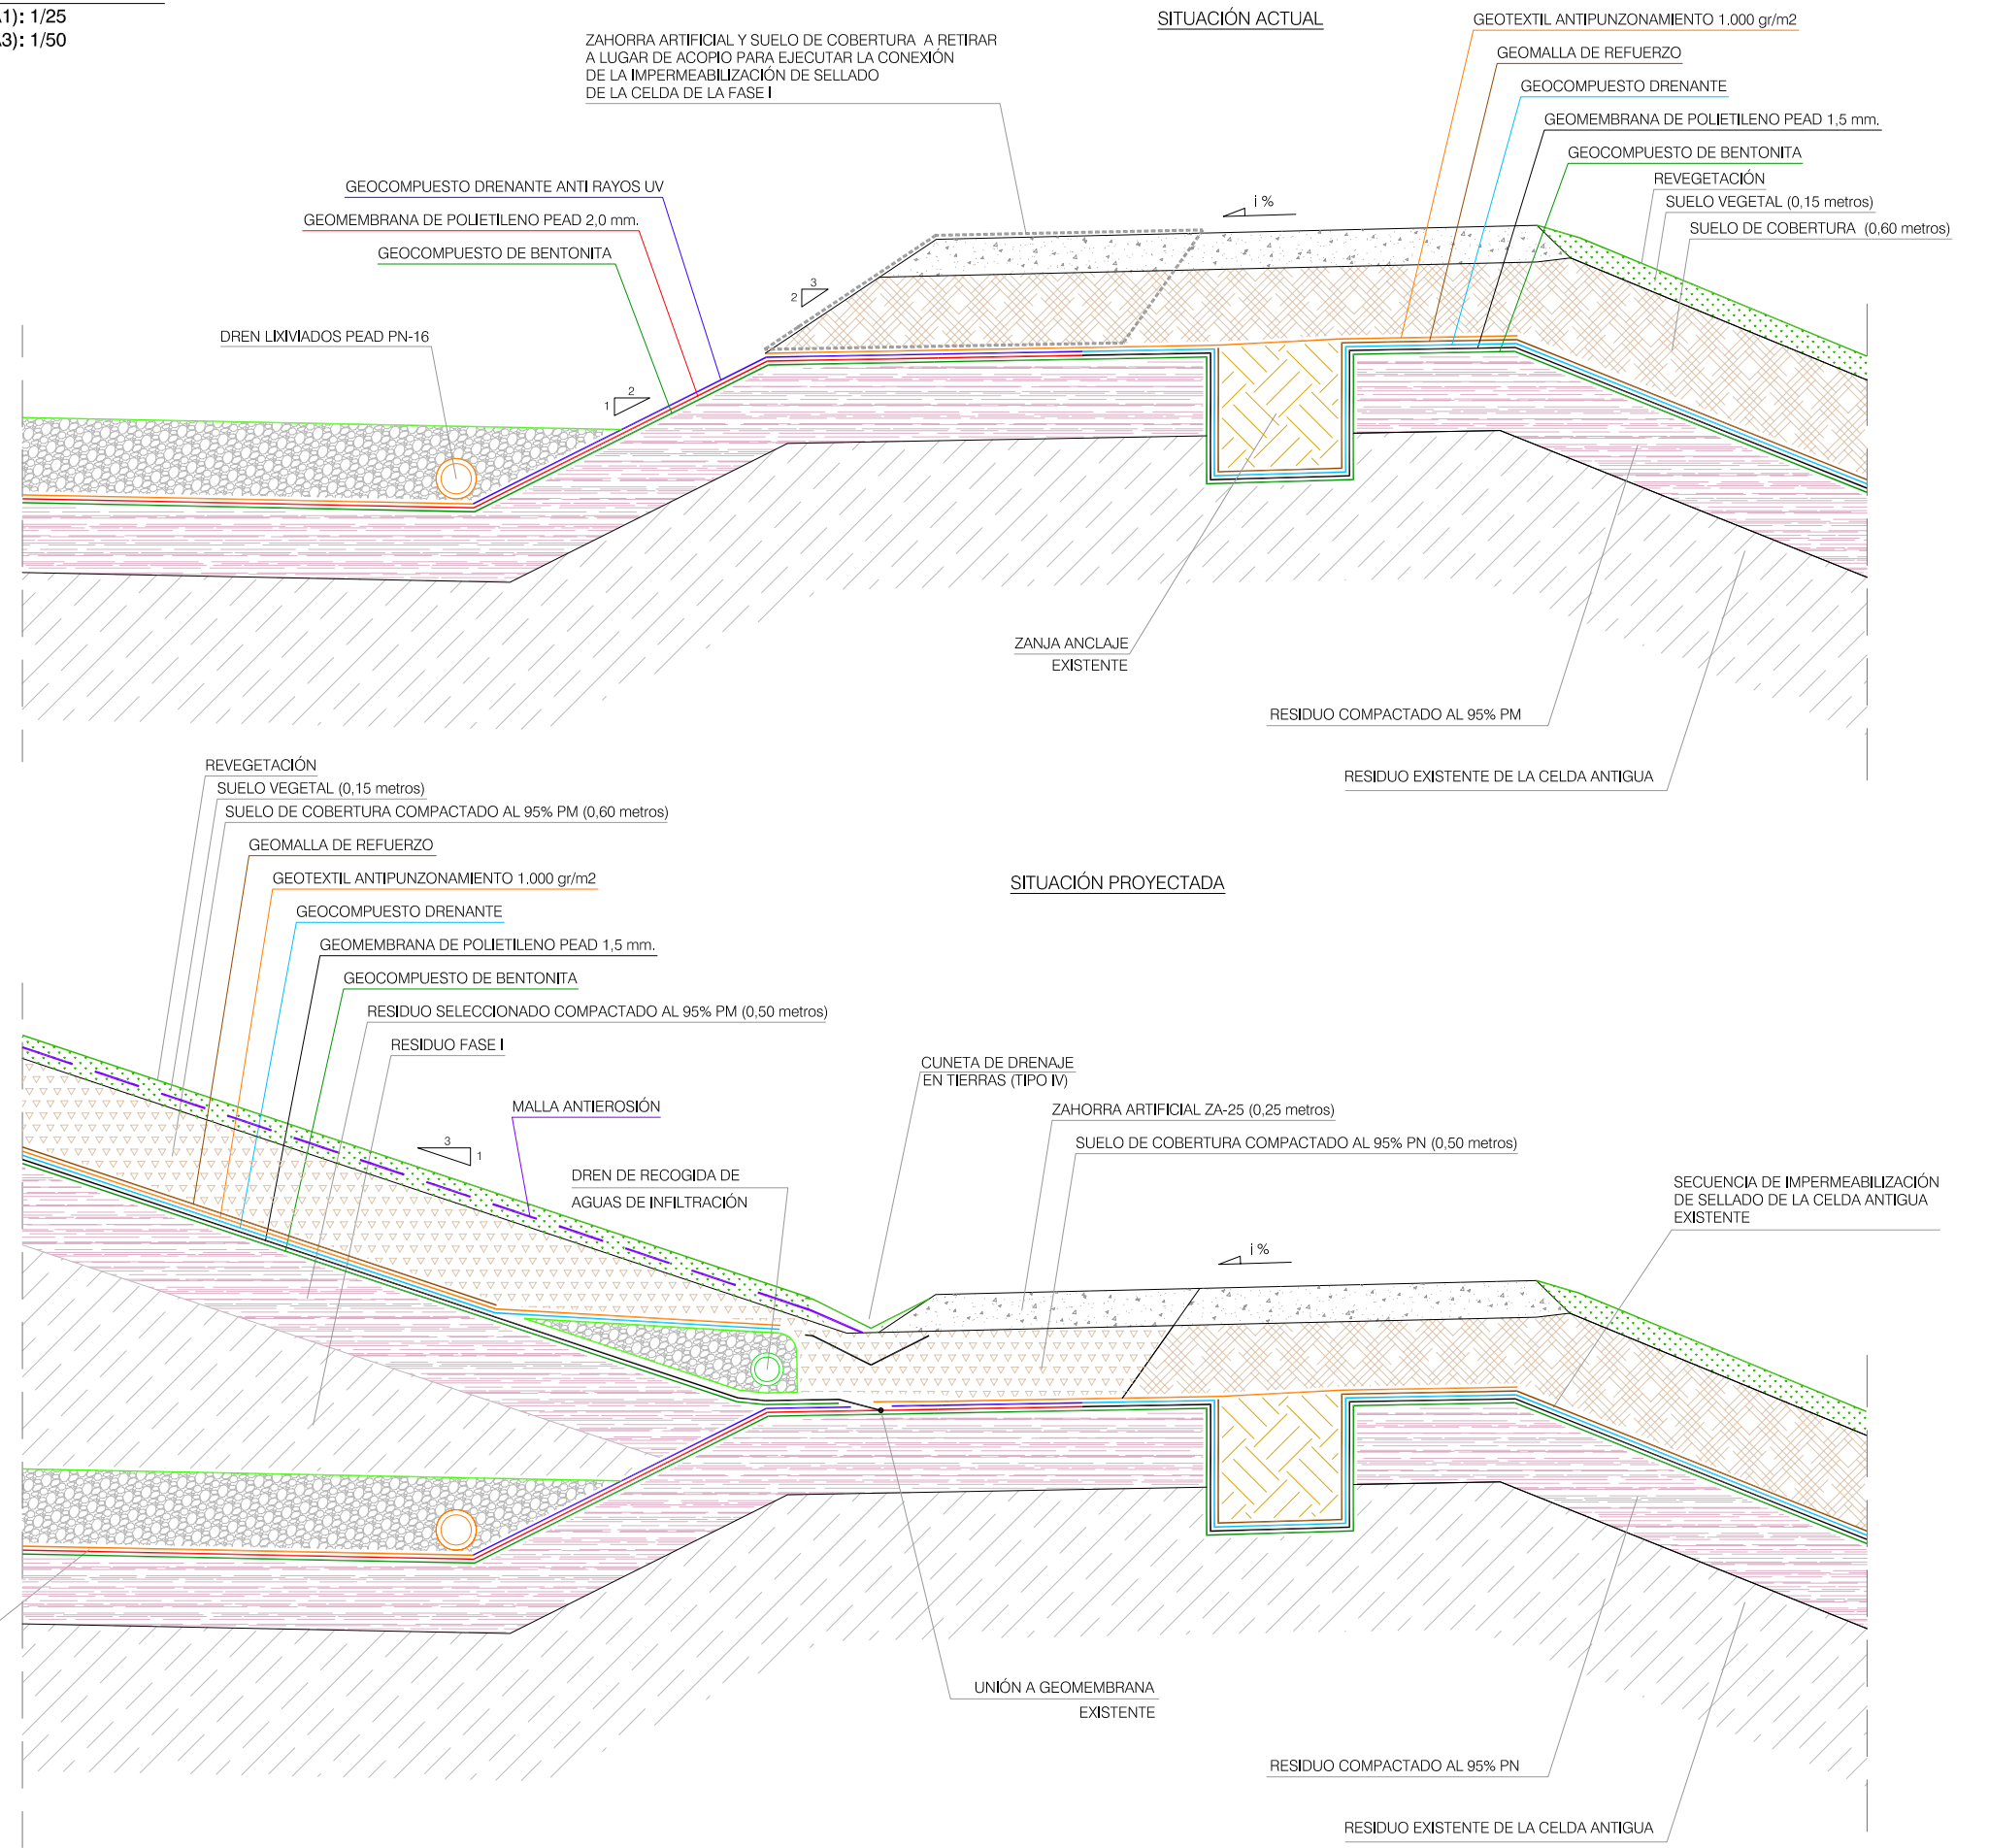 A1): 1/25
A3): 1/50
SITUACIÓN ACTUAL
ZAHORRA ARTIFICIAL Y SUELO DE COBERTURA A RETIRAR
A LUGAR DE ACOPIO PARA EJECUTAR LA CONEXIÓN
DE LA IMPERMEABILIZACIÓN DE SELLADO
DE LA CELDA DE LA FASE I
GEOTEXTIL ANTIPUNZONAMIENTO 1.000 gr/m2
GEOMALLA DE REFUERZO
GEOCOMPUESTO DRENANTE
GEOMEMBRANA DE POLIETILENO PEAD 1,5 mm.
GEOCOMPUESTO DE BENTONITA
REVEGETACIÓN
SUELO VEGETAL (0,15 metros)
SUELO DE COBERTURA (0,60 metros)
GEOCOMPUESTO DRENANTE ANTI RAYOS UV
GEOMEMBRANA DE POLIETILENO PEAD 2,0 mm.
GEOCOMPUESTO DE BENTONITA
DREN LIXIVIADOS PEAD PN-16
i %
3
2
2
1
ZANJA ANCLAJE
EXISTENTE
RESIDUO COMPACTADO AL 95% PM
RESIDUO EXISTENTE DE LA CELDA ANTIGUA
REVEGETACIÓN
SUELO VEGETAL (0,15 metros)
SUELO DE COBERTURA COMPACTADO AL 95% PM (0,60 metros)
GEOMALLA DE REFUERZO
GEOTEXTIL ANTIPUNZONAMIENTO 1.000 gr/m2
GEOCOMPUESTO DRENANTE
GEOMEMBRANA DE POLIETILENO PEAD 1,5 mm.
GEOCOMPUESTO DE BENTONITA
RESIDUO SELECCIONADO COMPACTADO AL 95% PM (0,50 metros)
RESIDUO FASE I
SITUACIÓN PROYECTADA
MALLA ANTIEROSIÓN
3
1
DREN DE RECOGIDA DE
AGUAS DE INFILTRACIÓN
CUNETA DE DRENAJE
EN TIERRAS (TIPO IV)
ZAHORRA ARTIFICIAL ZA-25 (0,25 metros)
SUELO DE COBERTURA COMPACTADO AL 95% PN (0,50 metros)
SECUENCIA DE IMPERMEABILIZACIÓN
DE SELLADO DE LA CELDA ANTIGUA
EXISTENTE
i %
UNIÓN A GEOMEMBRANA
EXISTENTE
RESIDUO COMPACTADO AL 95% PN
RESIDUO EXISTENTE DE LA CELDA ANTIGUA